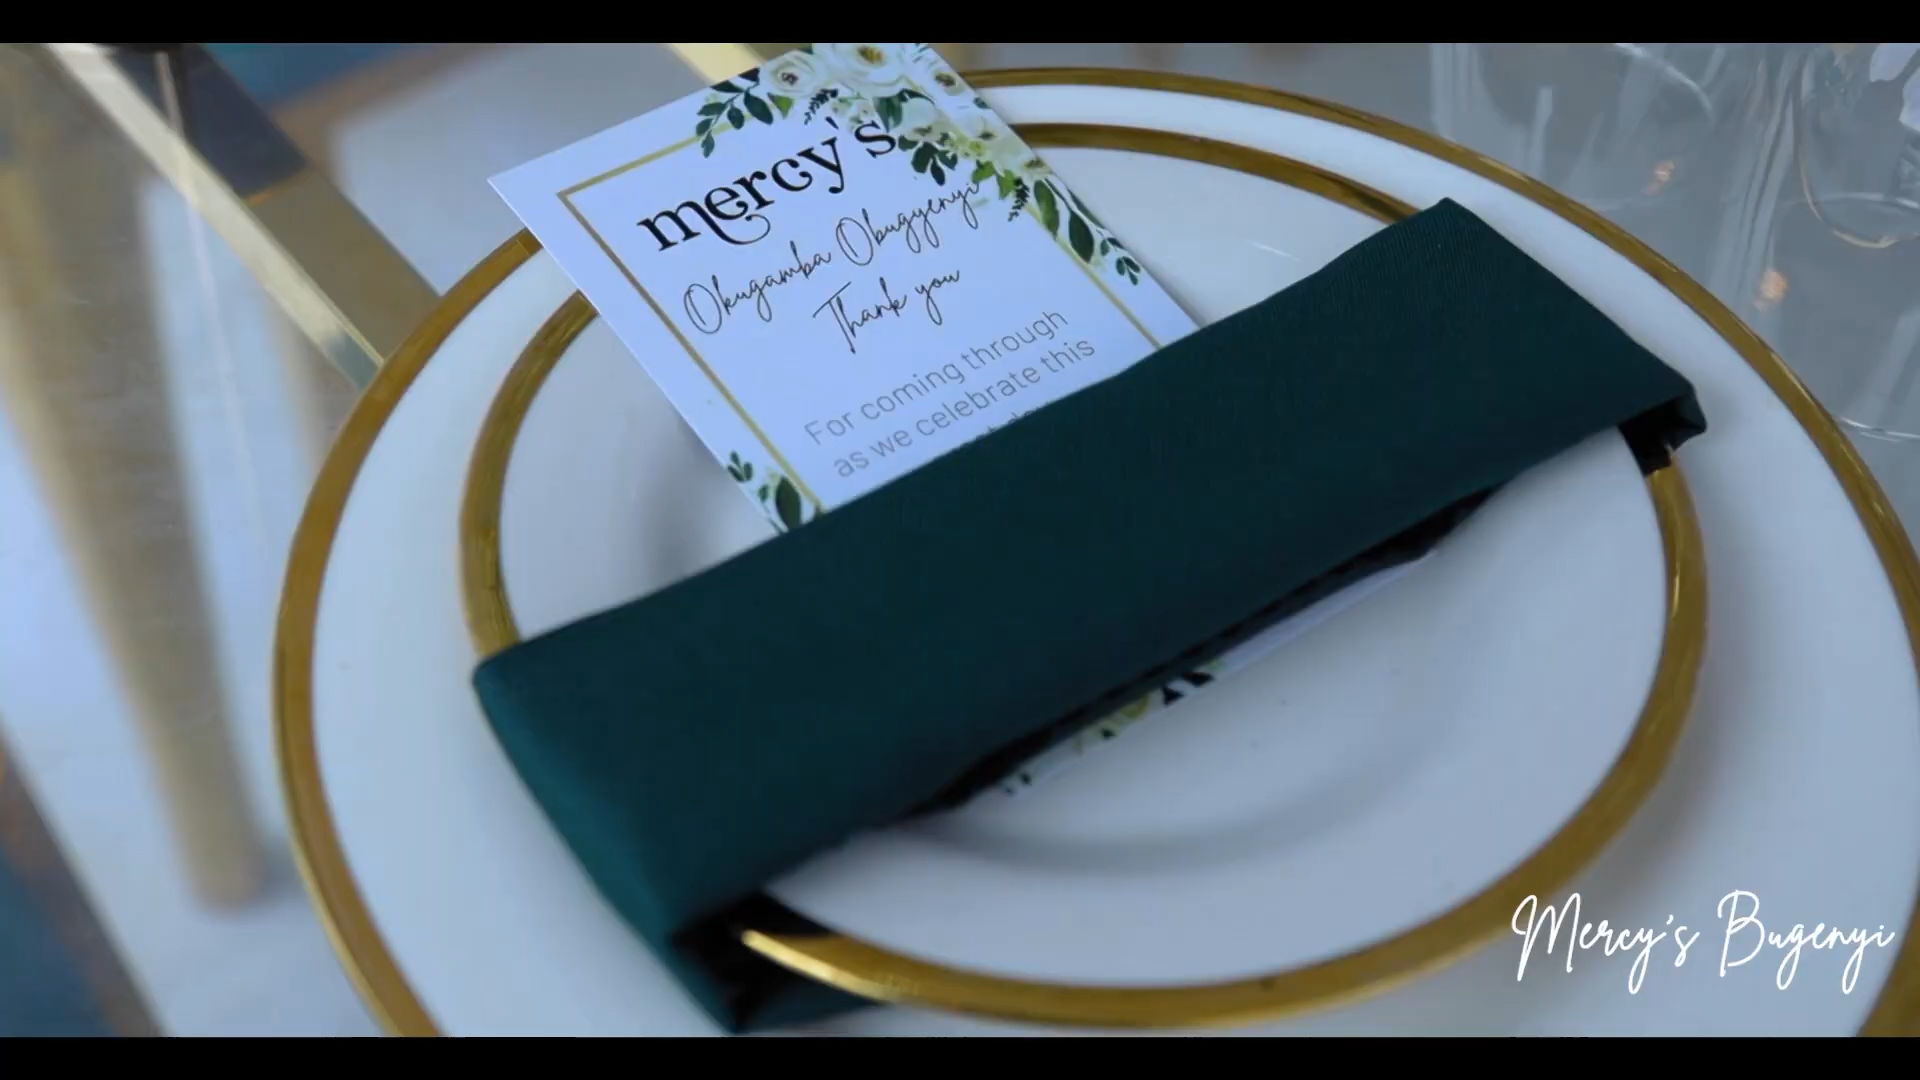 mercy's
Okugamba Obugyenyi
Thank you
For coming through
as we celebrate this
Mercy's Bugenyi